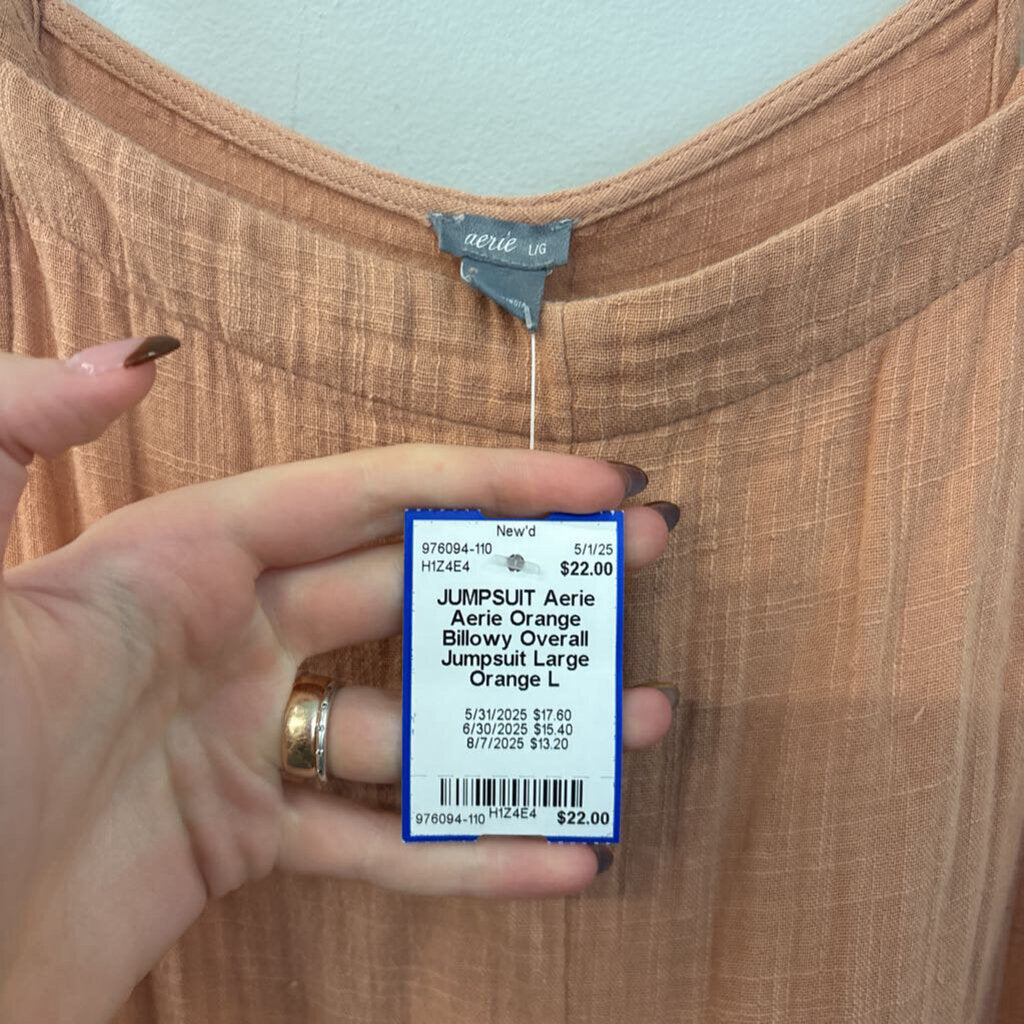 aerie L/G
New'd
976094-110 5/1/25
H1Z4E4 $22.00
JUMPSUIT Aerie
Aerie Orange
Billowy Overall
Jumpsuit Large
Orange L
5/31/2025 $17.60
6/30/2025 $15.40
8/7/2025 $13.20
976094-110 H1Z4E4 $22.00